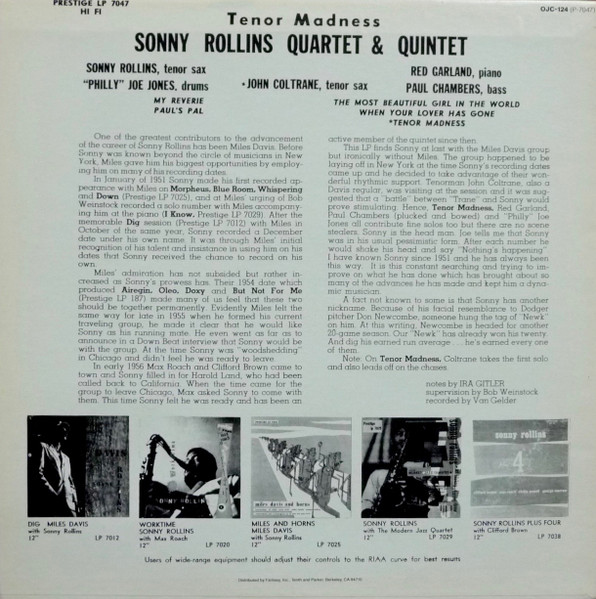 PRESTIGE LP 7047
HI FI
OJC-124 (P-7047)
Tenor Madness
SONNY ROLLINS QUARTET & QUINTET
SONNY ROLLINS, tenor sax
"PHILLY" JOE JONES, drums
*JOHN COLTRANE, tenor sax
RED GARLAND, piano
PAUL CHAMBERS, bass
MY REVERIE
PAUL'S PAL
THE MOST BEAUTIFUL GIRL IN THE WORLD
WHEN YOUR LOVER HAS GONE
*TENOR MADNESS
One of the greatest contributors to the advancement
of the career of Sonny Rollins has been Miles Davis. Before
Sonny was known beyond the circle of musicians in New
York, Miles gave him his biggest opportunities by employ-
ing him on many of his recording dates.
In January of 1951 Sonny made his first recorded ap-
pearance with Miles on Morpheus, Blue Room, Whispering
and Down (Prestige LP 7025), and at Miles' urging of Bob
Weinstock recorded a solo number with Miles accompany-
ing him at the piano (I Know, Prestige LP 7029). After the
memorable Dig session (Prestige LP 7012) with Miles in
October of the same year, Sonny recorded a December
date under his own name. It was through Miles' initial
recognition of his talent and insistance in using him on his
dates that Sonny received the chance to record on his
own.
Miles' admiration has not subsided but rather in-
creased as Sonny's prowess has. Their 1954 date which
produced Airegin, Oleo, Doxy and But Not For Me
(Prestige LP 187) made many of us feel that these two
should be together permanently. Evidently Miles felt the
same way for late in 1955 when he formed his current
traveling group, he made it clear that he would like
Sonny as his running mate. He even went as far as to
announce in a Down Beat interview that Sonny would be
with the group. At the time Sonny was "woodshedding"
in Chicago and didn't feel he was ready to leave.
In early 1956 Max Roach and Clifford Brown came to
town and Sonny filled in for Harold Land, who had been
called back to California. When the time came for the
group to leave Chicago, Max asked Sonny to come with
them. This time Sonny felt he was ready and has been an
active member of the quintet since then.
This LP finds Sonny at last with the Miles Davis group
but ironically without Miles. The group happened to be
laying off in New York at the time Sonny's recording dates
came up and he decided to take advantage of their won-
derful rhythmic support. Tenorman John Coltrane, also a
Davis regular, was visiting at the session and it was sug-
gested that a "battle" between "Trane" and Sonny would
prove stimulating. Hence, Tenor Madness. Red Garland,
Paul Chambers (plucked and bowed) and "Philly" Joe
Jones all contribute fine solos too but there are no scene
stealers. Sonny is the head man. Joe tells me that Sonny
was in his usual pessimistic form. After each number he
would shake his head and say "Nothing's happening".
I have known Sonny since 1951 and he has always been
this way. It is this constant searching and trying to im-
prove on what he has done which has brought about so
many of the advances he has made and kept him a dy-
namic musician.
A fact not known to some is that Sonny has another
nickname. Because of his facial resemblance to Dodger
pitcher Don Newcombe, someone hung the tag of "Newk"
on him. At this writing, Newcombe is headed for another
20-game season. Our "Newk" has already won his twenty.
And dig his earned run average . . . he's earned every one
of them.
Note: On Tenor Madness, Coltrane takes the first solo
and also leads off on the chases.
notes by IRA GITLER
supervision by Bob Weinstock
recorded by Van Gelder
DIG MILES DAVIS
with Sonny Rollins
12" LP 7012
WORKTIME
SONNY ROLLINS
with Max Roach
12" LP 7020
miles davis and horns
MILES AND HORNS
MILES DAVIS
with Sonny Rollins
12" LP 7025
SONNY ROLLINS
with The Modern Jazz Quartet
12" LP 7029
sonny rollins
4
SONNY ROLLINS PLUS FOUR
with Clifford Brown
12" LP 7038
Users of wide-range equipment should adjust their controls to the RIAA curve for best results
Distributed by Fantasy, Inc. Tenth and Parker, Berkeley, CA 94710